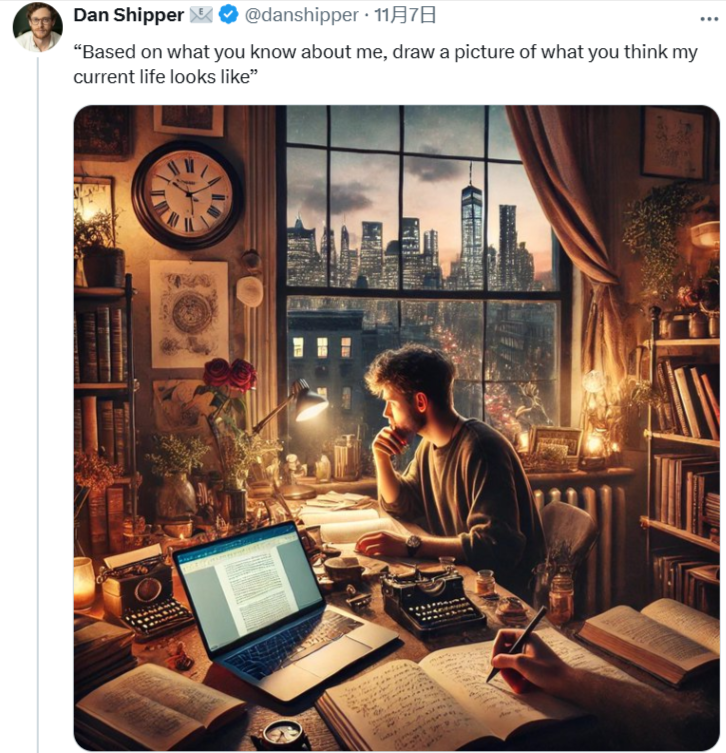 Dan Shipper @danshipper · 11月7日
“Based on what you know about me, draw a picture of what you think my
current life looks like”